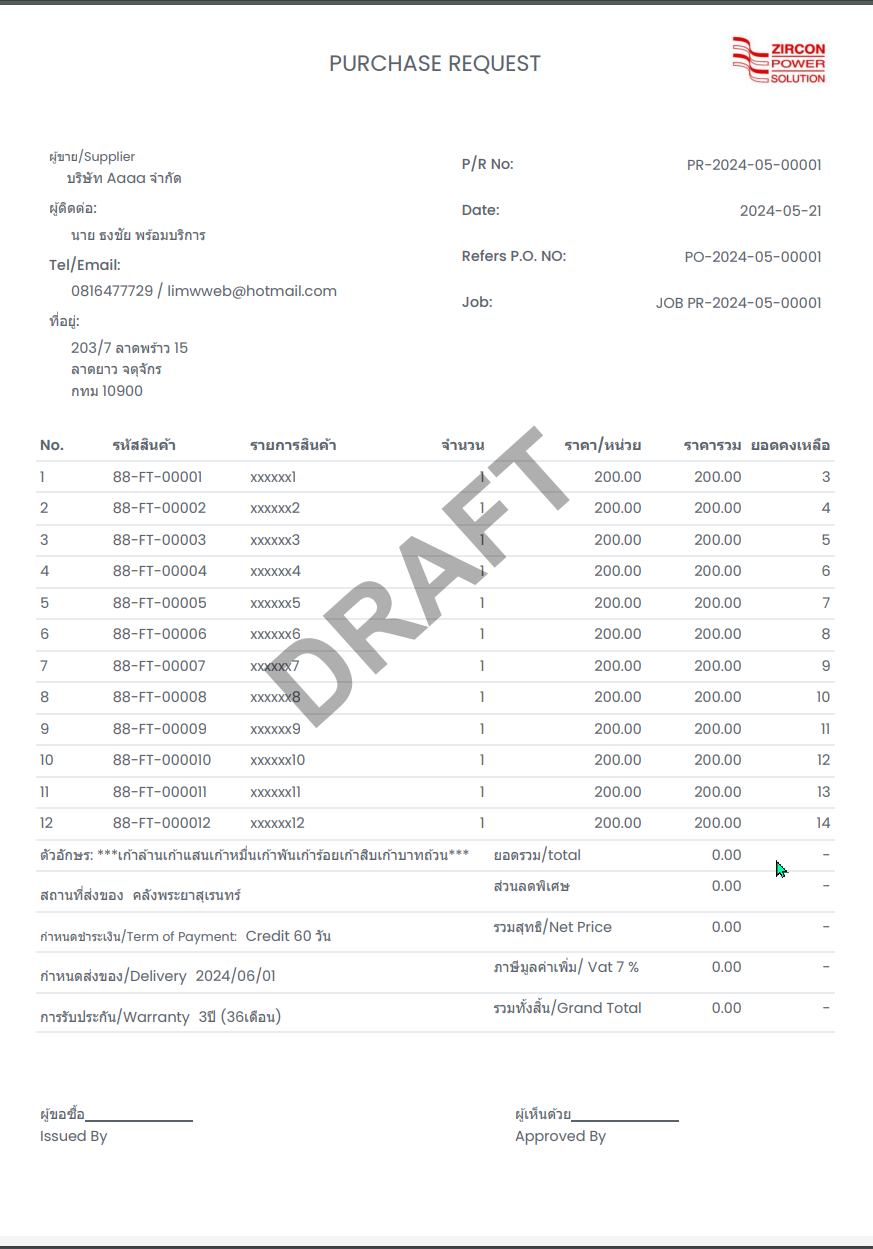 PURCHASE REQUEST
ZIRCON
POWER
SOLUTION
ผู้ขาย/Supplier
บริษัท Aaaa จำกัด
ผู้ติดต่อ:
นาย ธงชัย พร้อมบริการ
Tel/Email:
0816477729 / limwweb@hotmail.com
ที่อยู่:
203/7 ลาดพร้าว 15
ลาดยาว จตุจักร
กทม 10900
P/R No: PR-2024-05-00001
Date: 2024-05-21
Refers P.O. NO: PO-2024-05-00001
Job: JOB PR-2024-05-00001
No. รหัสสินค้า รายการสินค้า จำนวน ราคา/หน่วย ราคารวม ยอดคงเหลือ
1 88-FT-00001 xxxxxx1 1 200.00 200.00 3
2 88-FT-00002 xxxxxx2 1 200.00 200.00 4
3 88-FT-00003 xxxxxx3 1 200.00 200.00 5
4 88-FT-00004 xxxxxx4 1 200.00 200.00 6
5 88-FT-00005 xxxxxx5 1 200.00 200.00 7
6 88-FT-00006 xxxxxx6 1 200.00 200.00 8
7 88-FT-00007 xxxxxx7 1 200.00 200.00 9
8 88-FT-00008 xxxxxx8 1 200.00 200.00 10
9 88-FT-00009 xxxxxx9 1 200.00 200.00 11
10 88-FT-000010 xxxxxx10 1 200.00 200.00 12
11 88-FT-000011 xxxxxx11 1 200.00 200.00 13
12 88-FT-000012 xxxxxx12 1 200.00 200.00 14
DRAFT
ตัวอักษร: ***เก้าล้านเก้าแสนเก้าหมื่นเก้าพันเก้าร้อยเก้าสิบเก้าบาทถ้วน*** ยอดรวม/total 0.00 -
ส่วนลดพิเศษ 0.00 -
สถานที่ส่งของ คลังพระยาสุเรนทร์
รวมสุทธิ/Net Price 0.00 -
กำหนดชำระเงิน/Term of Payment: Credit 60 วัน
ภาษีมูลค่าเพิ่ม/ Vat 7 % 0.00 -
กำหนดส่งของ/Delivery 2024/06/01
รวมทั้งสิ้น/Grand Total 0.00 -
การรับประกัน/Warranty 3ปี (36เดือน)
ผู้ขอซื้อ____________ ผู้เห็นด้วย____________
Issued By Approved By